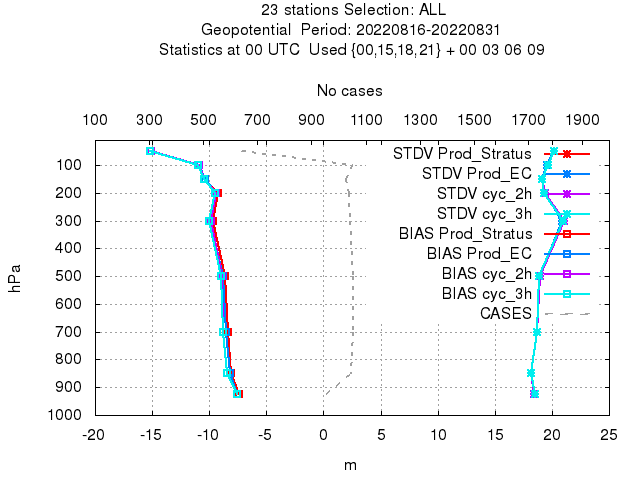 23 stations Selection: ALL
Geopotential  Period: 20220816-20220831
Statistics at 00 UTC  Used {00,15,18,21} + 00 03 06 09
No cases
100 300 500 700 900 1100 1300 1500 1700 1900
STDV Prod_Stratus
STDV Prod_EC
STDV cyc_2h
STDV cyc_3h
BIAS Prod_Stratus
BIAS Prod_EC
BIAS cyc_2h
BIAS cyc_3h
CASES
100
200
300
400
500
600
700
800
900
1000
hPa
-20 -15 -10 -5 0 5 10 15 20 25
m